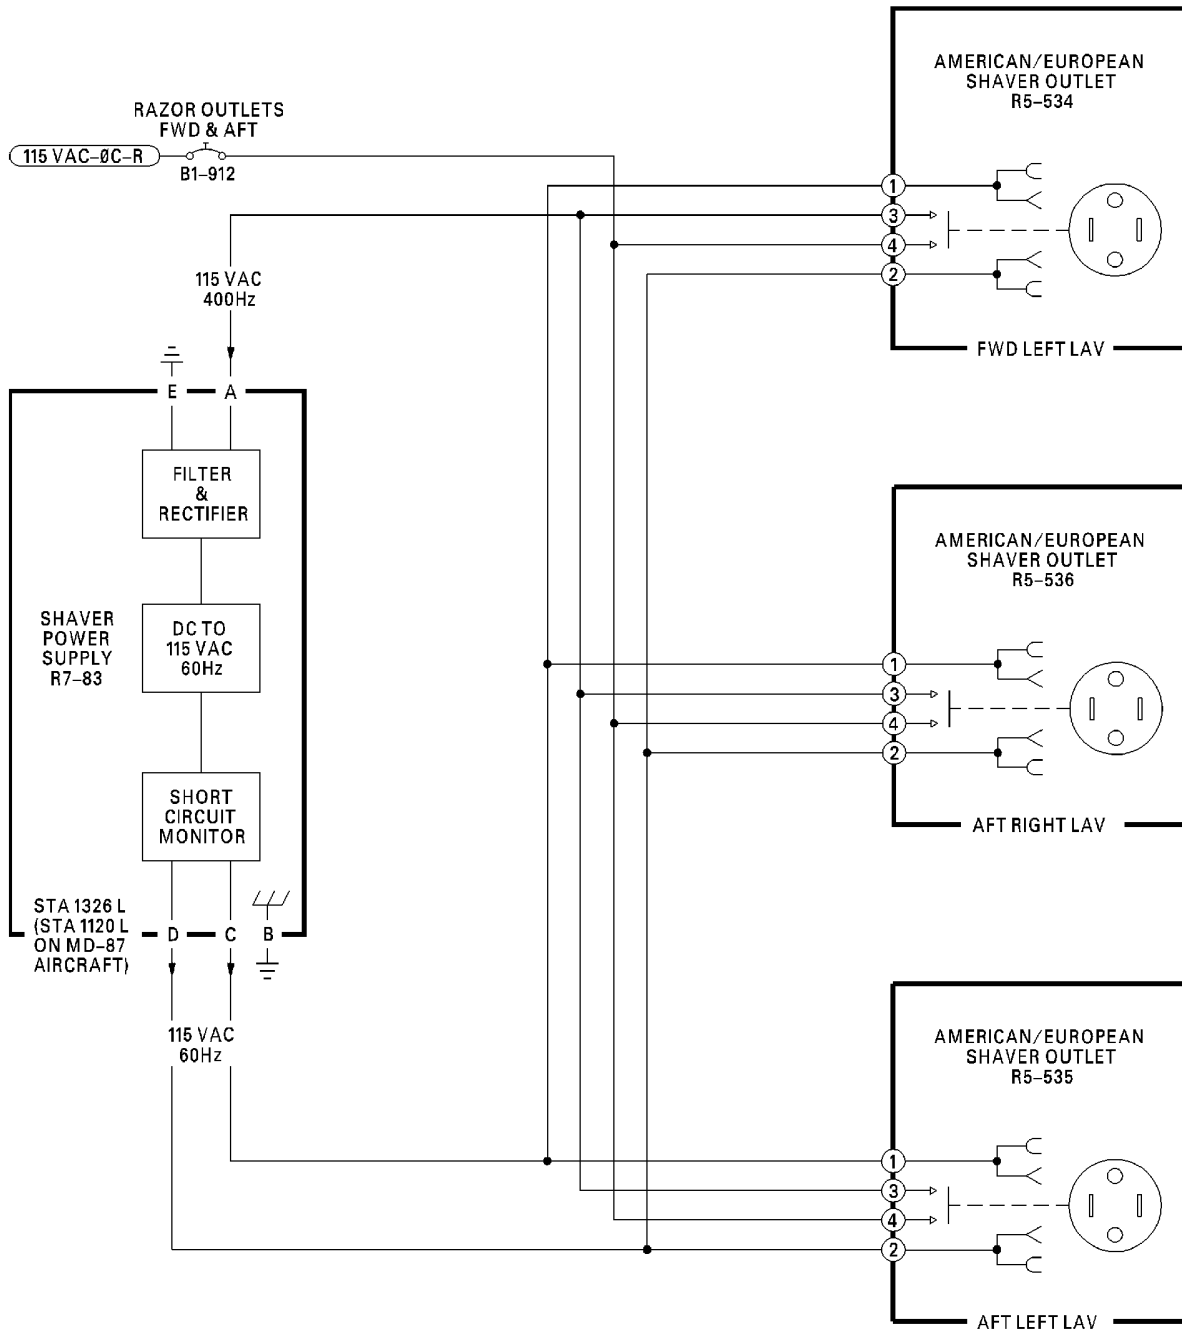 AMERICAN/EUROPEAN
SHAVER OUTLET
R5-534
RAZOR OUTLETS
FWD & AFT
115 VAC-ØC-R
B1-912
1
3
4
2
115 VAC
400Hz
FWD LEFT LAV
E
A
FILTER
&
RECTIFIER
AMERICAN/EUROPEAN
SHAVER OUTLET
R5-536
SHAVER
POWER
SUPPLY
R7-83
DC TO
115 VAC
60Hz
1
3
4
2
SHORT
CIRCUIT
MONITOR
AFT RIGHT LAV
STA 1326 L
(STA 1120 L
ON MD-87
AIRCRAFT)
D
C
B
115 VAC
60Hz
AMERICAN/EUROPEAN
SHAVER OUTLET
R5-535
1
3
4
2
AFT LEFT LAV